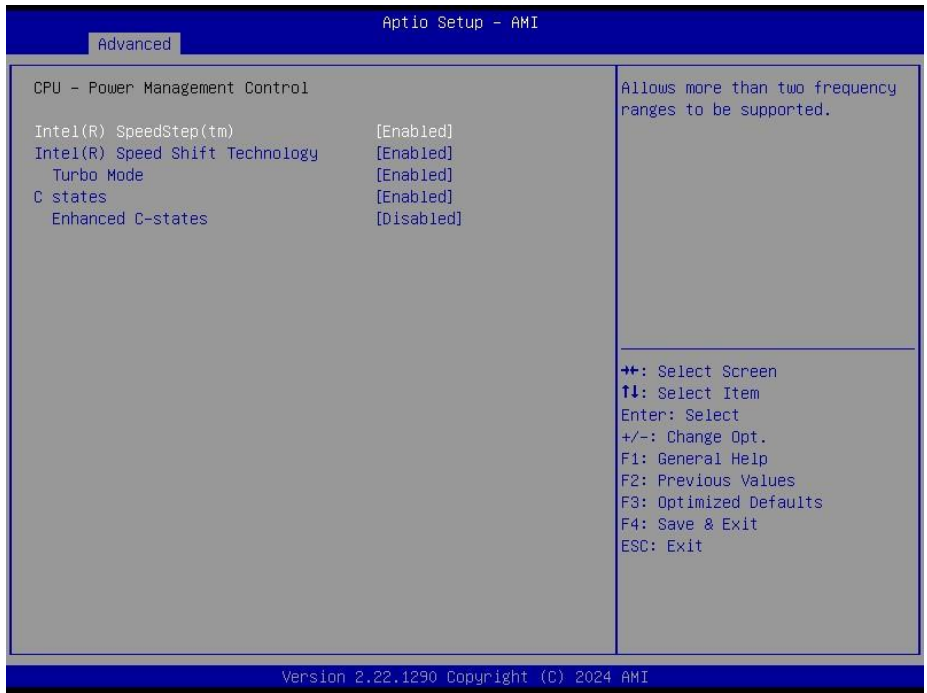 Aptio Setup – AMI
Advanced
CPU – Power Management Control
Intel(R) SpeedStep(tm) [Enabled]
Intel(R) Speed Shift Technology [Enabled]
Turbo Mode [Enabled]
C states [Enabled]
Enhanced C-states [Disabled]
Allows more than two frequency
ranges to be supported.
→←: Select Screen
↑↓: Select Item
Enter: Select
+/-: Change Opt.
F1: General Help
F2: Previous Values
F3: Optimized Defaults
F4: Save & Exit
ESC: Exit
Version 2.22.1290 Copyright (C) 2024 AMI